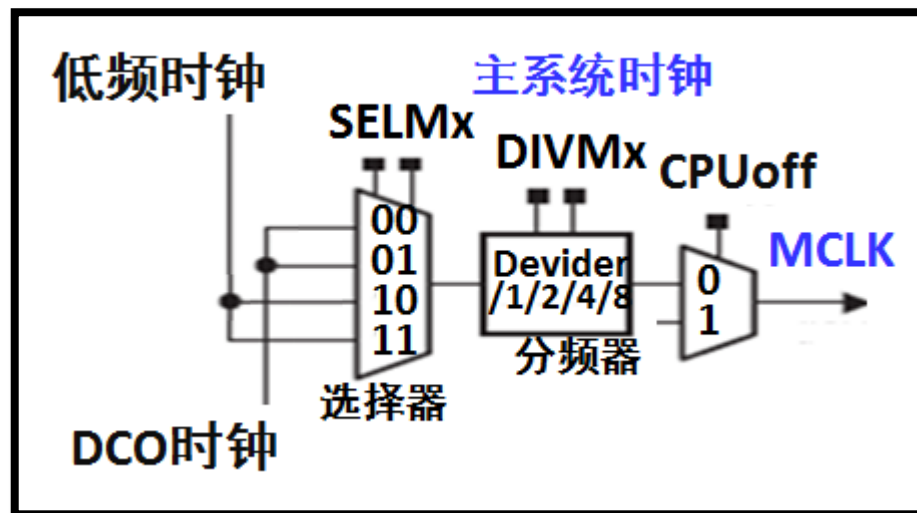 低频时钟
主系统时钟
SELMx
DIVMx
CPUoff
MCLK
00
01
10
11
Devider
/1/2/4/8
0
1
选择器
分频器
DCO时钟